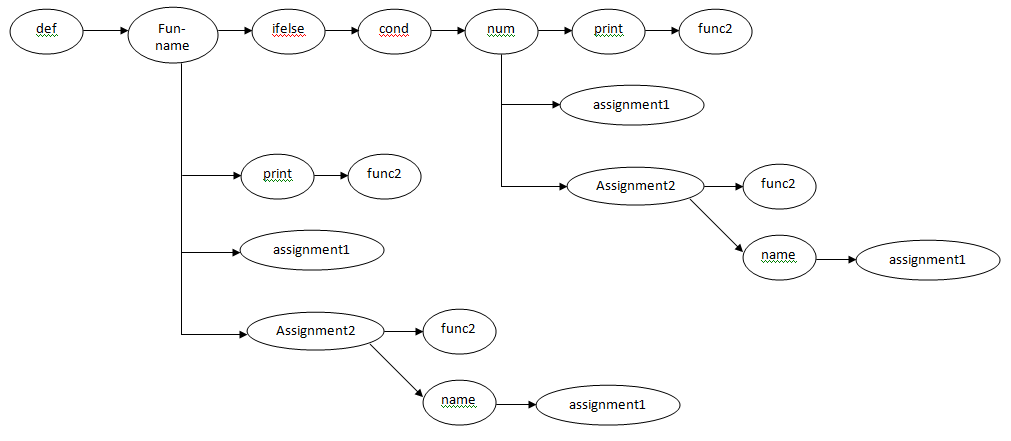 def
Fun-
name
ifelse
cond
num
print
func2
assignment1
print
func2
Assignment2
func2
assignment1
name
assignment1
Assignment2
func2
name
assignment1